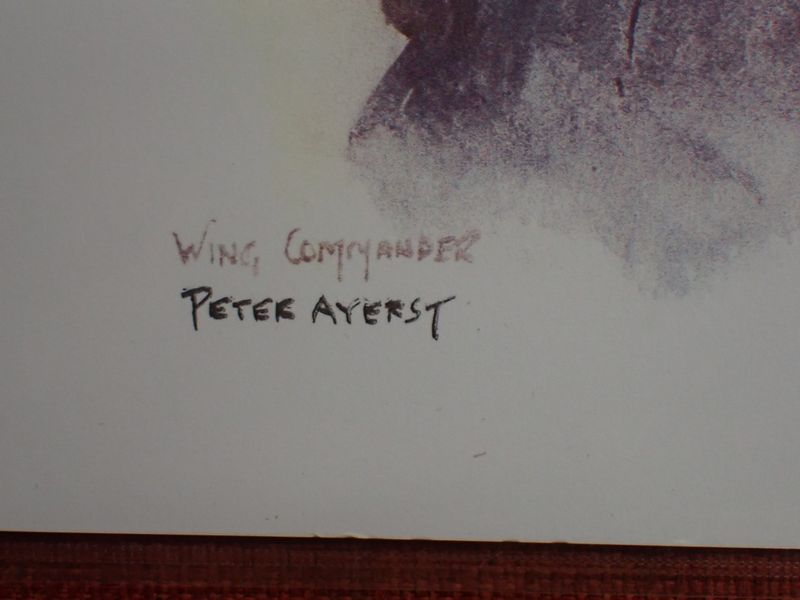 WING COMMANDER
PETER AYERST